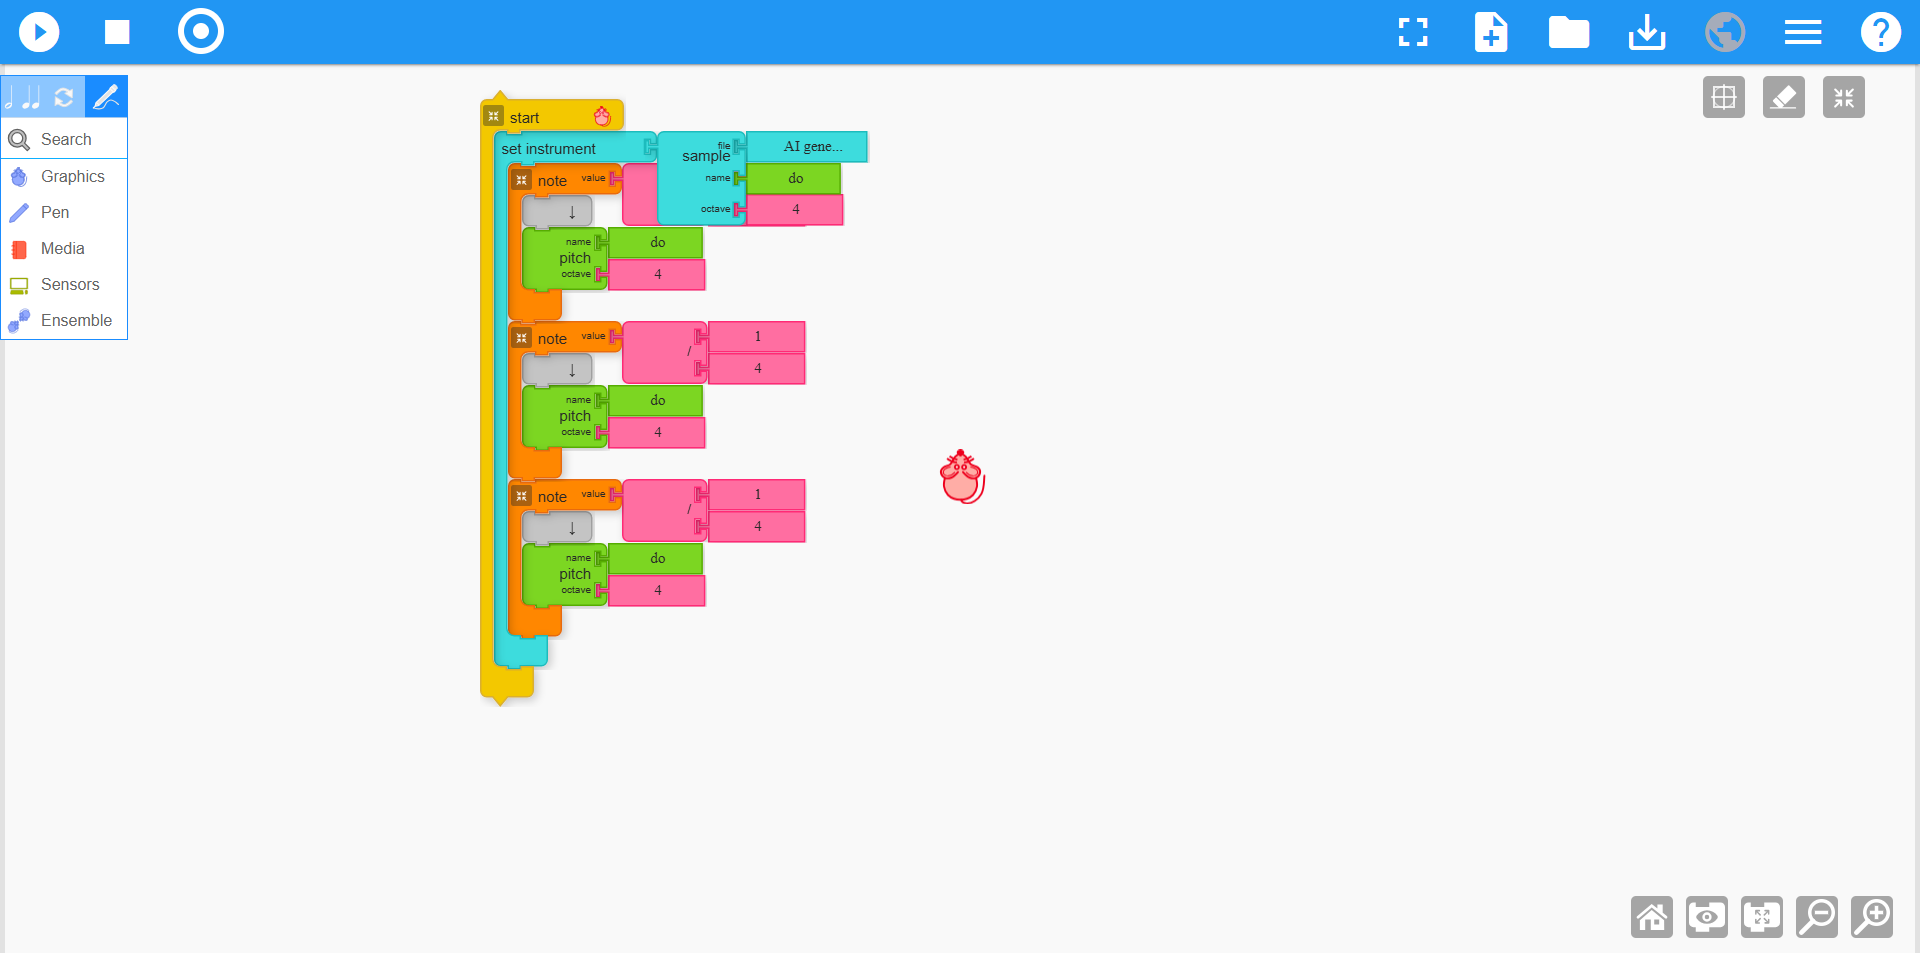 Search
Graphics
Pen
Media
Sensors
Ensemble
start
set instrument
sample
file
AI gene...
name
do
octave
4
note
value
↓
name
do
pitch
octave
4
note
value
/
1
4
↓
name
do
pitch
octave
4
note
value
/
1
4
↓
name
do
pitch
octave
4
?